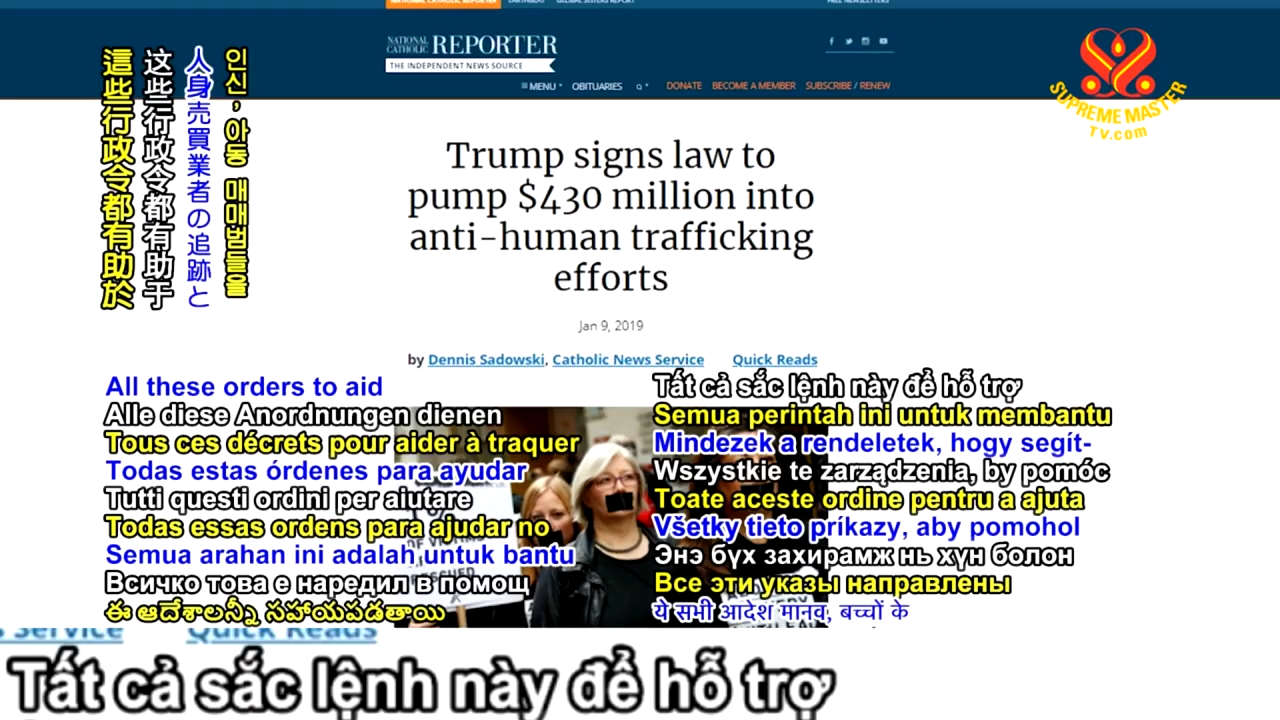 NATIONAL CATHOLIC REPORTER EARTHBEAT GLOBAL SISTERS REPORT FREE NEWSLETTERS
NATIONAL CATHOLIC REPORTER
THE INDEPENDENT NEWS SOURCE
MENU OBITUARIES DONATE BECOME A MEMBER SUBSCRIBE / RENEW
SUPREME MASTER
TV.com
這些行政令都有助於
这些行政令都有助于
人身売買業者の追跡と
인신, 아동 매매범들을
Trump signs law to
pump $430 million into
anti-human trafficking
efforts
Jan 9, 2019
by Dennis Sadowski, Catholic News Service Quick Reads
All these orders to aid
Alle diese Anordnungen dienen
Tous ces décrets pour aider à traquer
Todas estas órdenes para ayudar
Tutti questi ordini per aiutare
Todas essas ordens para ajudar no
Semua arahan ini adalah untuk bantu
Всичко това е наредил в помощ
ఈ ఆదేశాలన్నీ సహాయపడతాయి
Tất cả sắc lệnh này để hỗ trợ
Semua perintah ini untuk membantu
Mindezek a rendeletek, hogy segít-
Wszystkie te zarządzenia, by pomóc
Toate aceste ordine pentru a ajuta
Všetky tieto príkazy, aby pomohol
Энэ бүх захирамж нь хүн болон
Все эти указы направлены
ये सभी आदेश मानव, बच्चों के
Service Quick Reads
Tất cả sắc lệnh này để hỗ trợ